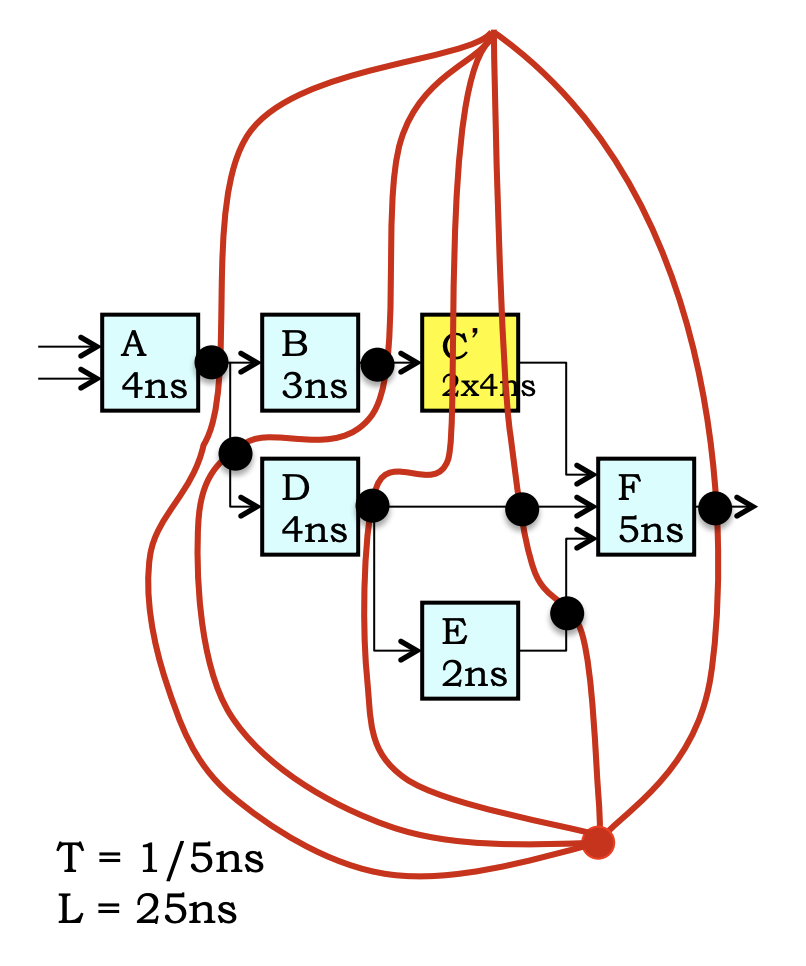 A
4ns
B
3ns
C’
2x4ns
D
4ns
F
5ns
E
2ns
T = 1/5ns
L = 25ns